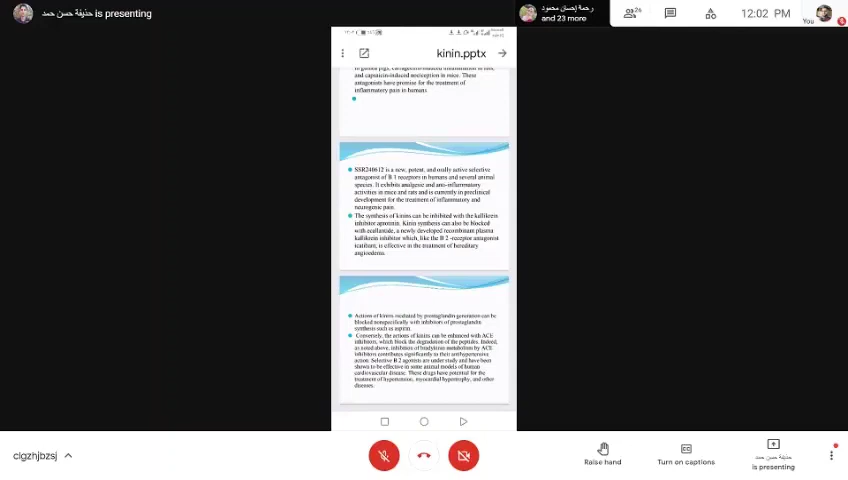 حذيفة حسن حمد is presenting
رحمة إحسان محمود
and 23 more
26
12:02 PM
You
kinin.pptx
and capsaicin-induced nociception in mice. These
antagonists have promise for the treatment of
inflammatory pain in humans
SSR240612 is a new, potent, and orally active selective
antagonist of B 1 receptors in humans and several animal
species. It exhibits analgesic and anti-inflammatory
activities in mice and rats and is currently in preclinical
development for the treatment of inflammatory and
neurogenic pain.
The synthesis of kinins can be inhibited with the kallikrein
inhibitor aprotinin. Kinin synthesis can also be blocked
with ecallantide, a newly developed recombinant plasma
kallikrein inhibitor which, like the B 2 -receptor antagonist
icatibant, is effective in the treatment of hereditary
angioedema.
Actions of kinins mediated by prostaglandin generation can be
blocked nonspecifically with inhibitors of prostaglandin
synthesis such as aspirin.
Conversely, the actions of kinins can be enhanced with ACE
inhibitors, which block the degradation of the peptides. Indeed,
as noted above, inhibition of bradykinin metabolism by ACE
inhibitors contributes significantly to their antihypertensive
action. Selective B 2 agonists are under study and have been
shown to be effective in some animal models of human
cardiovascular disease. These drugs have potential for the
treatment of hypertension, myocardial hypertrophy, and other
diseases.
clgzhjbzsj
Raise hand
Turn on captions
حذيفة حسن حمد
is presenting